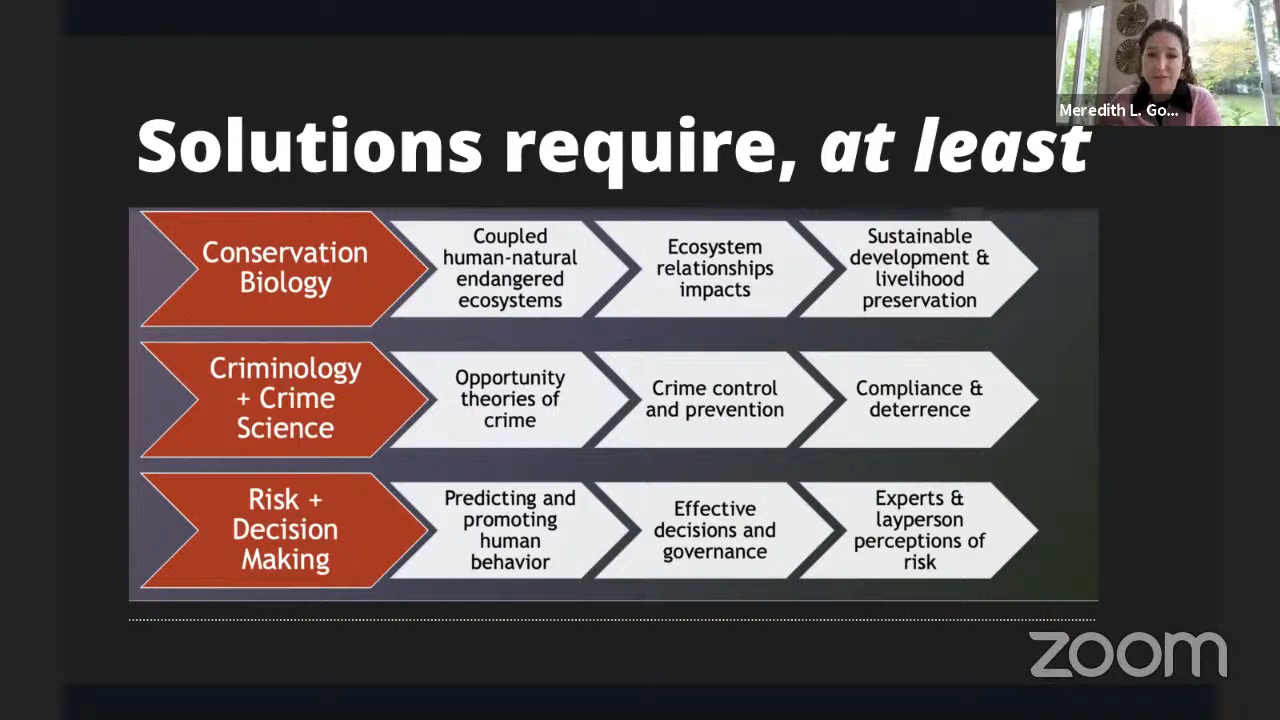 Meredith L. Go...
Solutions require, at least
Conservation
Biology
Coupled
human-natural
endangered
ecosystems
Ecosystem
relationships
impacts
Sustainable
development &
livelihood
preservation
Criminology
+ Crime
Science
Opportunity
theories of
crime
Crime control
and prevention
Compliance &
deterrence
Risk +
Decision
Making
Predicting and
promoting
human
behavior
Effective
decisions and
governance
Experts &
layperson
perceptions of
risk
zoom